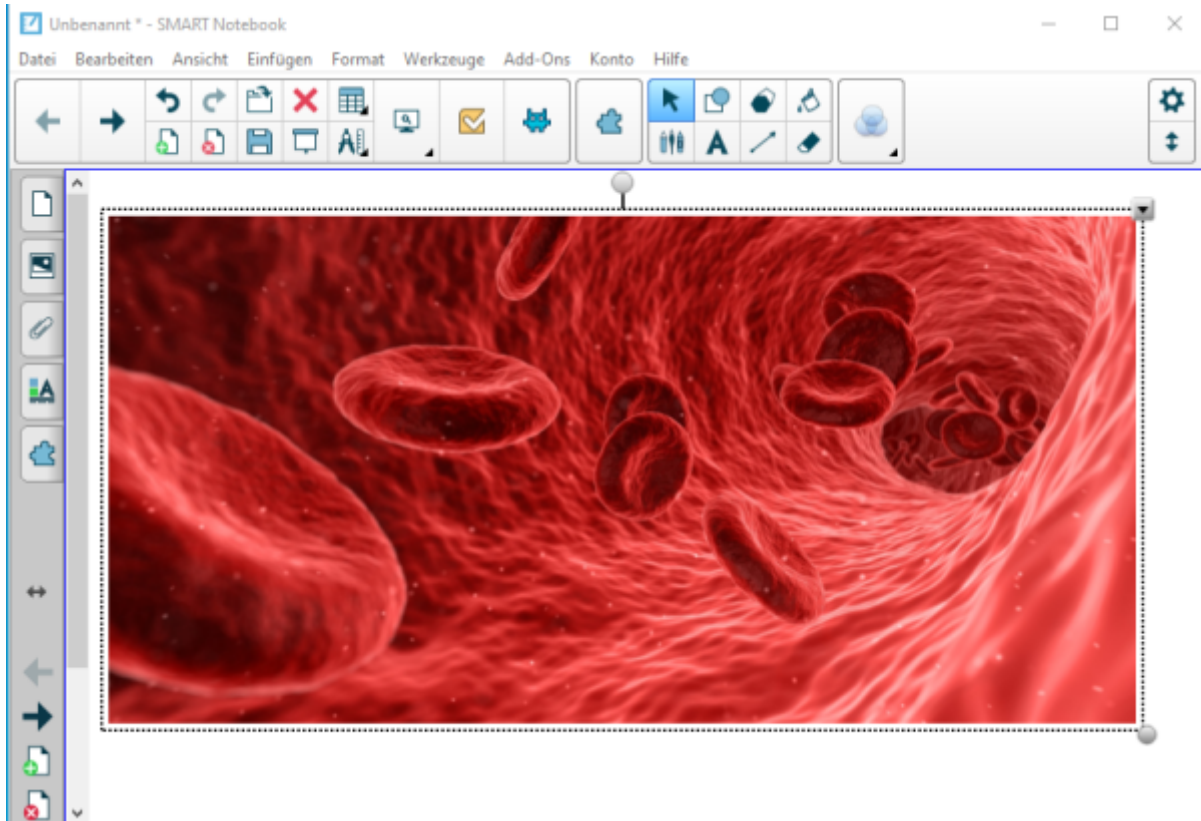 Unbenannt * - SMART Notebook
Datei Bearbeiten Ansicht Einfügen Format Werkzeuge Add-Ons Konto Hilfe